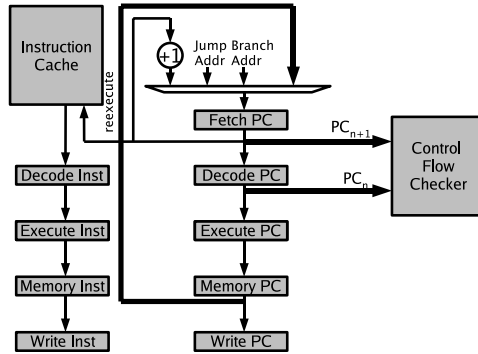 Instruction
Cache
reexecute
+1
Jump Branch
Addr Addr
Fetch PC
PCn+1
Control
Flow
Checker
Decode Inst
Decode PC
PCn
Execute Inst
Execute PC
Memory Inst
Memory PC
Write Inst
Write PC